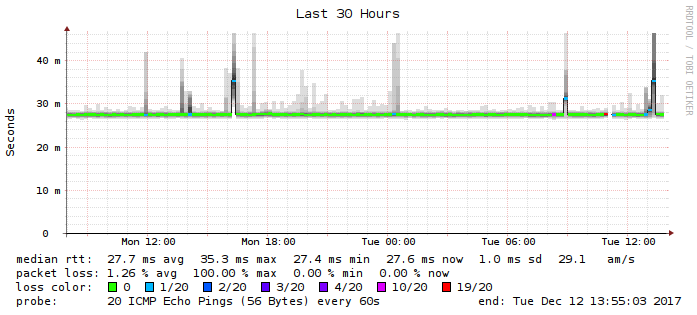 Last 30 Hours
RRDTOOL / TOBI OETIKER
Seconds
40 m
30 m
20 m
10 m
0
Mon 12:00 Mon 18:00 Tue 00:00 Tue 06:00 Tue 12:00
median rtt: 27.7 ms avg 35.3 ms max 27.4 ms min 27.6 ms now 1.0 ms sd 29.1 am/s
packet loss: 1.26 % avg 100.00 % max 0.00 % min 0.00 % now
loss color: 0 1/20 2/20 3/20 4/20 10/20 19/20
probe: 20 ICMP Echo Pings (56 Bytes) every 60s end: Tue Dec 12 13:55:03 2017